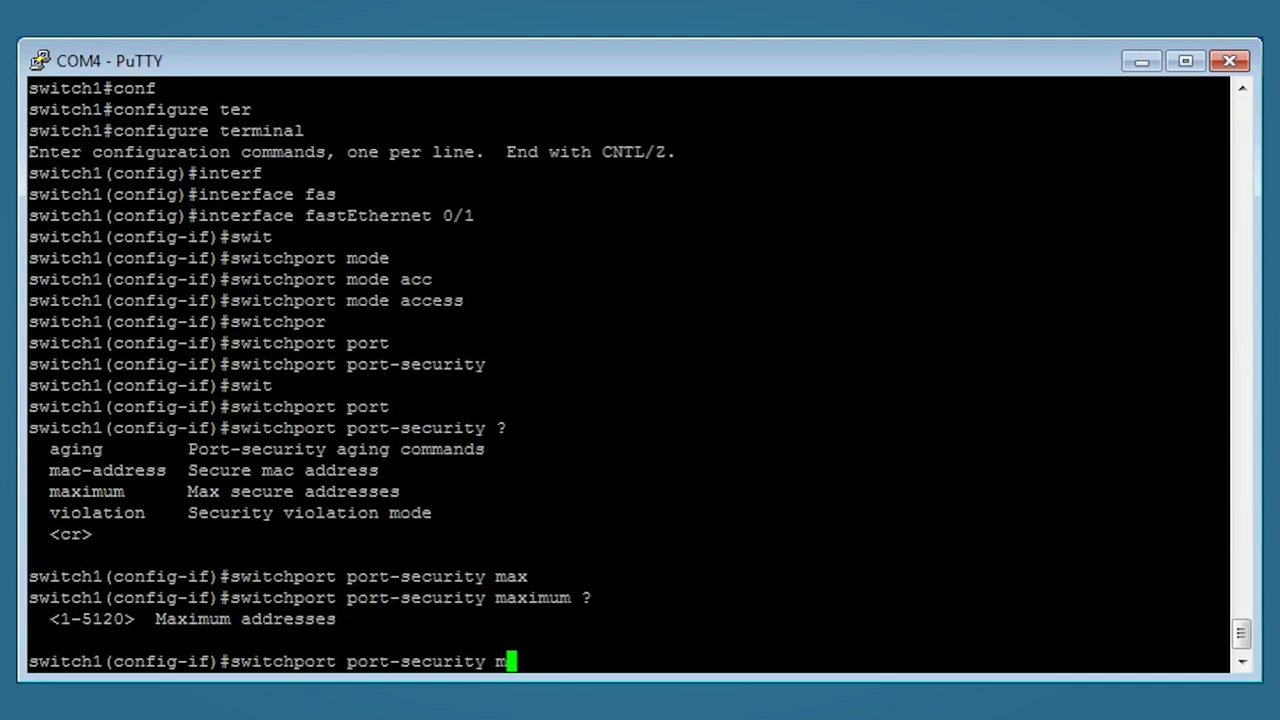 COM4 - PuTTY
switch1#conf
switch1#configure ter
switch1#configure terminal
Enter configuration commands, one per line.  End with CNTL/Z.
switch1(config)#interf
switch1(config)#interface fas
switch1(config)#interface fastEthernet 0/1
switch1(config-if)#swit
switch1(config-if)#switchport mode
switch1(config-if)#switchport mode acc
switch1(config-if)#switchport mode access
switch1(config-if)#switchpor
switch1(config-if)#switchport port
switch1(config-if)#switchport port-security
switch1(config-if)#swit
switch1(config-if)#switchport port
switch1(config-if)#switchport port-security ?
  aging        Port-security aging commands
  mac-address  Secure mac address
  maximum      Max secure addresses
  violation    Security violation mode
  <cr>
switch1(config-if)#switchport port-security max
switch1(config-if)#switchport port-security maximum ?
  <1-5120>  Maximum addresses
switch1(config-if)#switchport port-security m